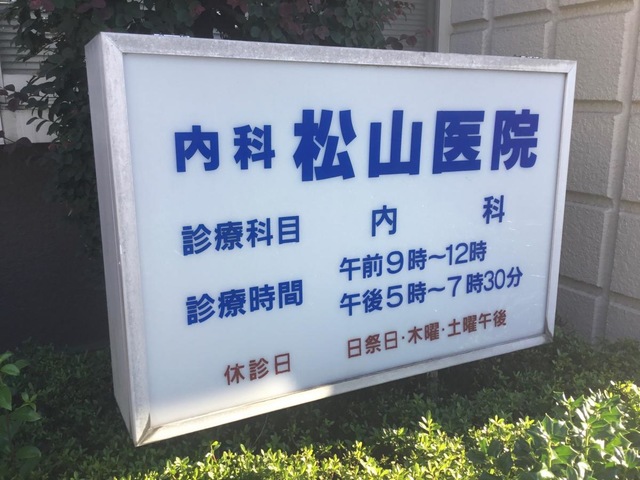 内科 松山医院
診療科目 内科
診療時間 午前9時～12時
午後5時～7時30分
休診日 日祭日・木曜・土曜午後